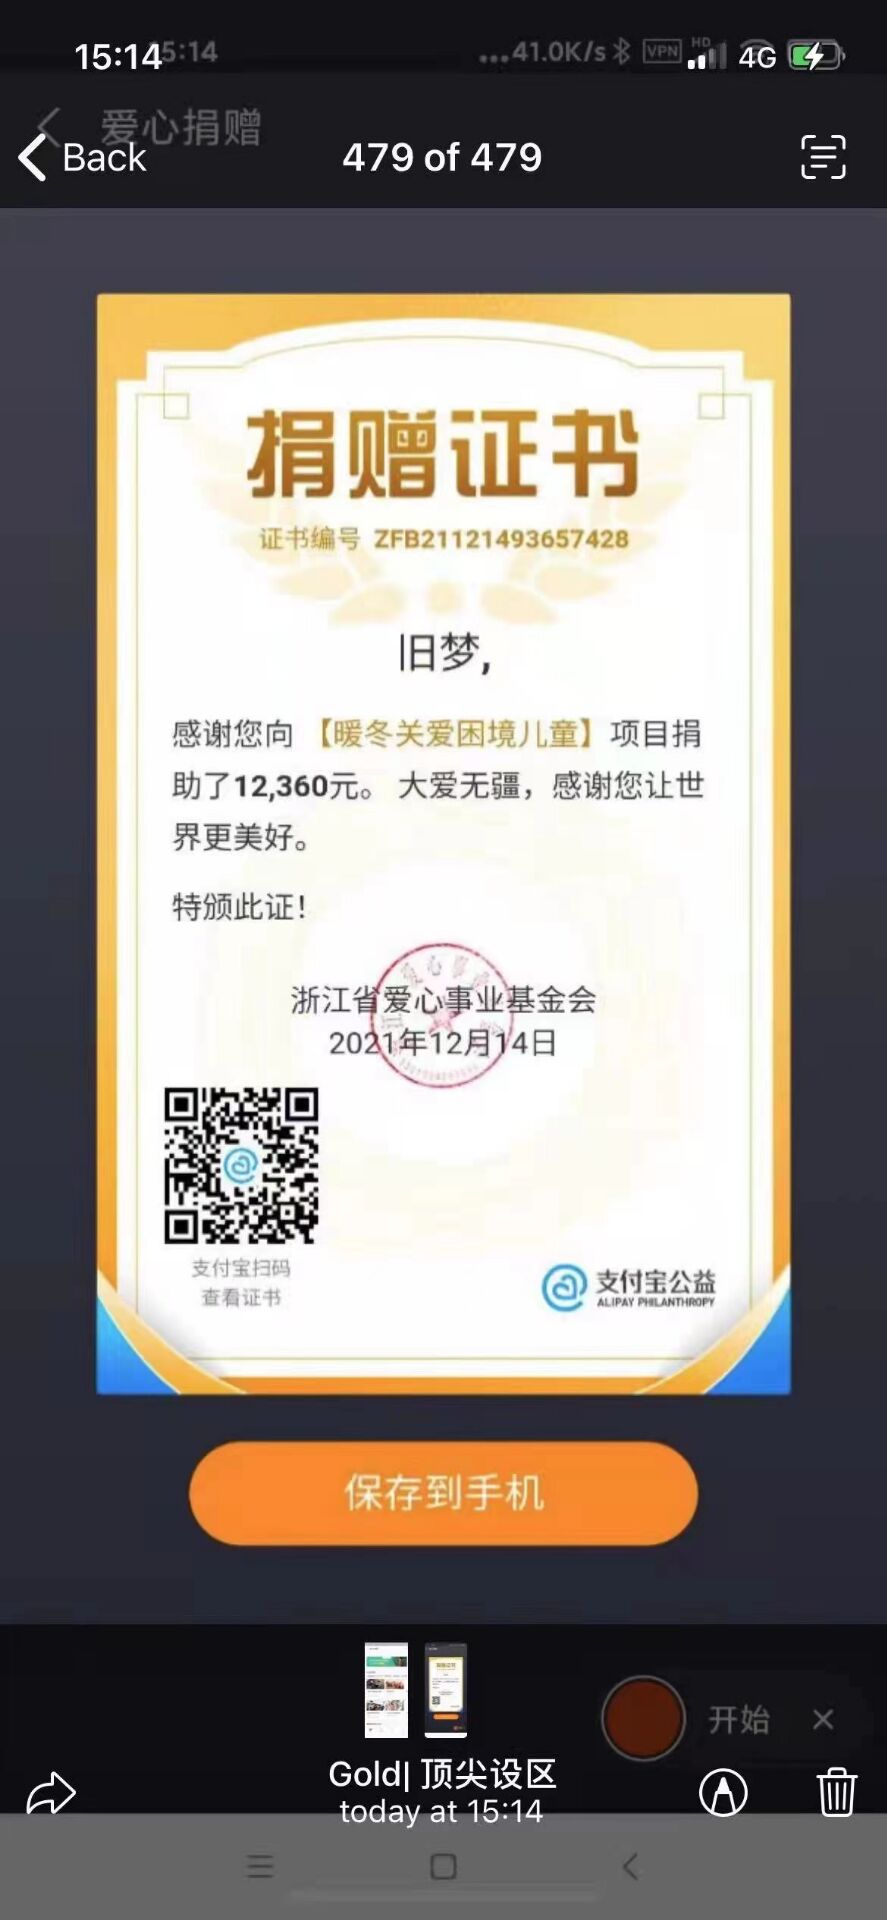 15:14
15:14
...41.0K/s
VPN
HD
4G
爱心捐赠
Back
479 of 479
捐赠证书
证书编号 ZFB21121493657428
旧梦,
感谢您向【暖冬关爱困境儿童】项目捐
助了12,360元。大爱无疆，感谢您让世
界更美好。
特颁此证！
浙江省爱心事业基金会
2021年12月14日
支付宝扫码
查看证书
支付宝公益
ALIPAY PHILANTHROPY
保存到手机
开始
Gold| 顶尖设区
today at 15:14